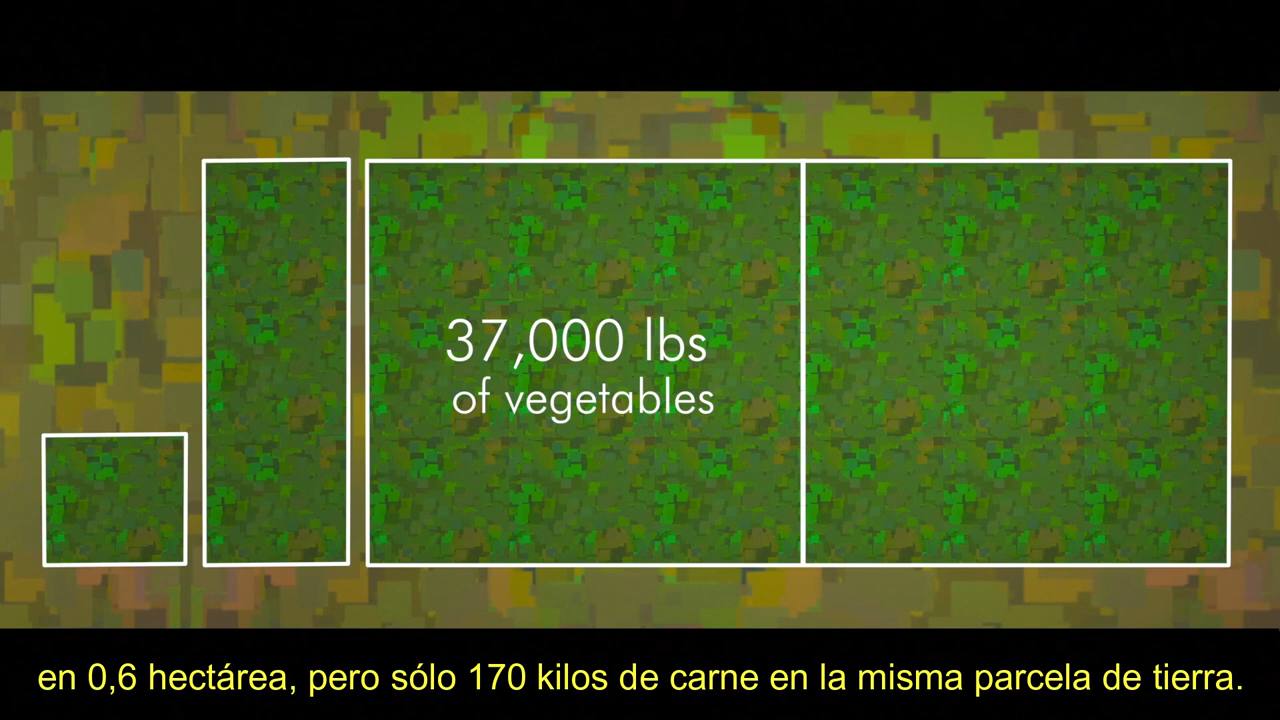 37,000 lbs
of vegetables
en 0,6 hectárea, pero sólo 170 kilos de carne en la misma parcela de tierra.